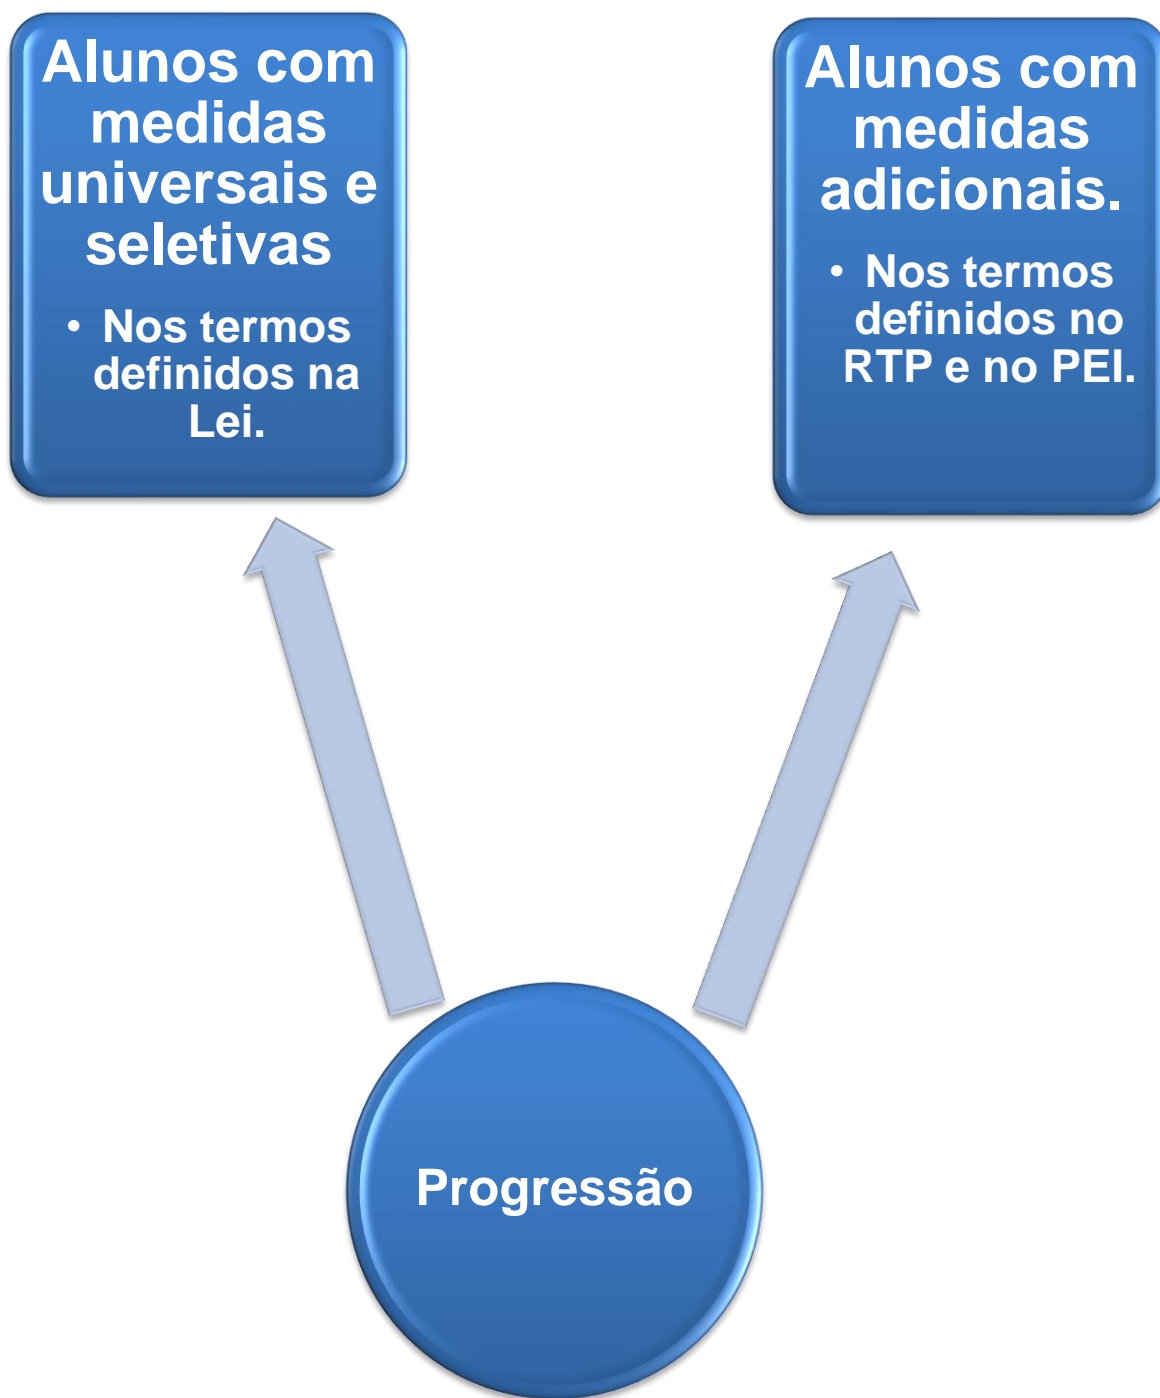 Alunos com
medidas
universais e
seletivas
• Nos termos
definidos na
Lei.
Alunos com
medidas
adicionais.
• Nos termos
definidos no
RTP e no PEI.
Progressão